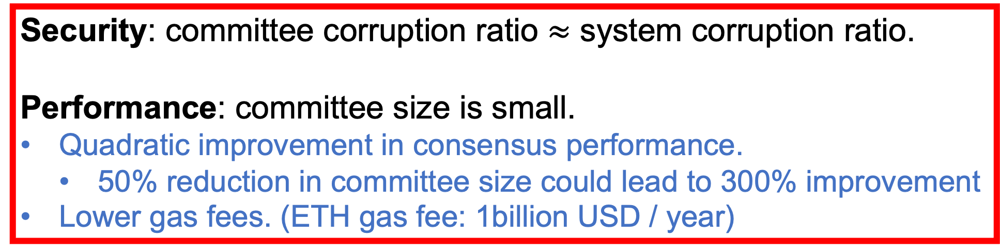 Security: committee corruption ratio ≈ system corruption ratio.
Performance: committee size is small.
• Quadratic improvement in consensus performance.
• 50% reduction in committee size could lead to 300% improvement
• Lower gas fees. (ETH gas fee: 1billion USD / year)